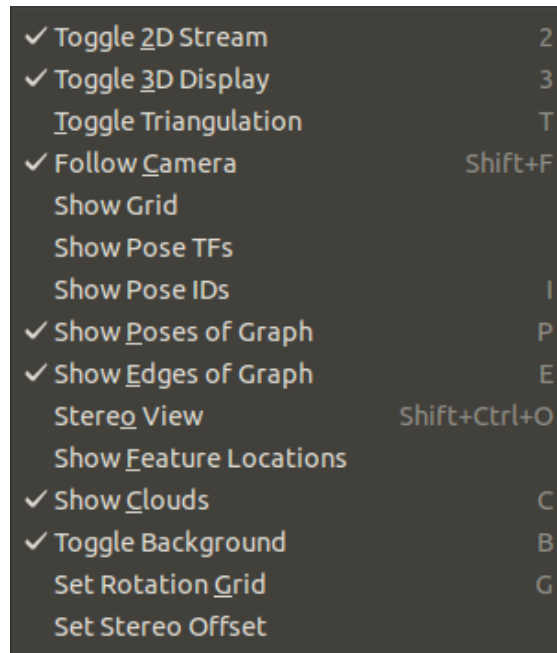 ✓ Toggle 2D Stream 2
✓ Toggle 3D Display 3
Toggle Triangulation T
✓ Follow Camera Shift+F
Show Grid
Show Pose TFs
Show Pose IDs I
✓ Show Poses of Graph P
✓ Show Edges of Graph E
Stereo View Shift+Ctrl+O
Show Feature Locations
✓ Show Clouds C
✓ Toggle Background B
Set Rotation Grid G
Set Stereo Offset